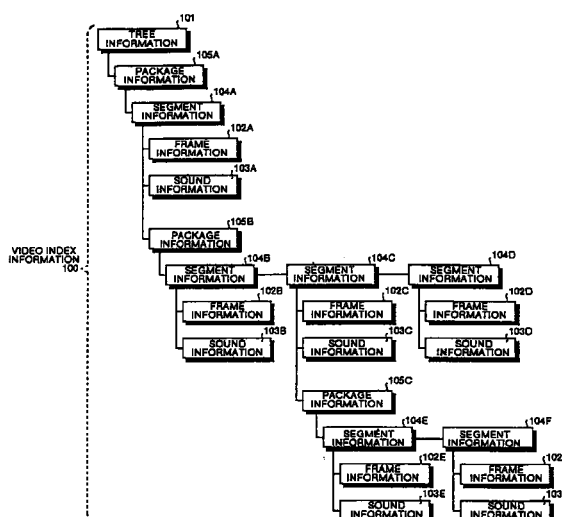 101
TREE
INFORMATION
105A
PACKAGE
INFORMATION
104A
SEGMENT
INFORMATION
102A
FRAME
INFORMATION
103A
SOUND
INFORMATION
105B
PACKAGE
INFORMATION
VIDEO INDEX
INFORMATION
100
104B
SEGMENT
INFORMATION
104C
SEGMENT
INFORMATION
104D
SEGMENT
INFORMATION
102B
FRAME
INFORMATION
102C
FRAME
INFORMATION
102D
FRAME
INFORMATION
103B
SOUND
INFORMATION
103C
SOUND
INFORMATION
103D
SOUND
INFORMATION
105C
PACKAGE
INFORMATION
104E
SEGMENT
INFORMATION
104F
SEGMENT
INFORMATION
102E
FRAME
INFORMATION
102
FRAME
INFORMATION
103E
SOUND
INFORMATION
103
SOUND
INFORMATION